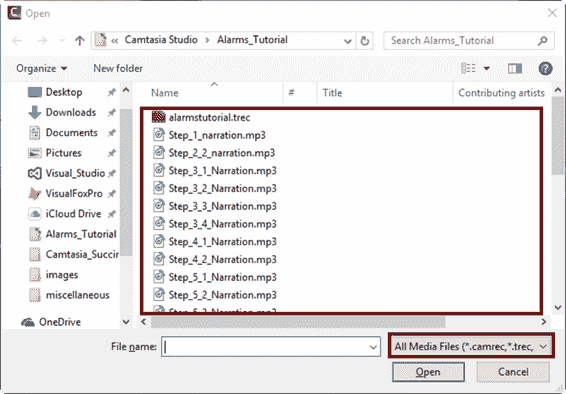 Open
« Camtasia Studio › Alarms_Tutorial
Search Alarms_Tutorial
Organize
New folder
Name # Title Contributing artists
Desktop
Downloads
Documents
Pictures
Visual_Studio
VisualFoxPro
iCloud Drive
Alarms_Tutorial
Camtasia_Succin
images
miscellaneous
OneDrive
alarmstutorial.trec
Step_1_narration.mp3
Step_2_2_narration.mp3
Step_3_1_Narration.mp3
Step_3_2_Narration.mp3
Step_3_3_Narration.mp3
Step_3_4_Narration.mp3
Step_4_1_Narration.mp3
Step_4_2_Narration.mp3
Step_5_1_Narration.mp3
Step_5_2_Narration.mp3
File name:
All Media Files (*.camrec,*.trec,
Open
Cancel